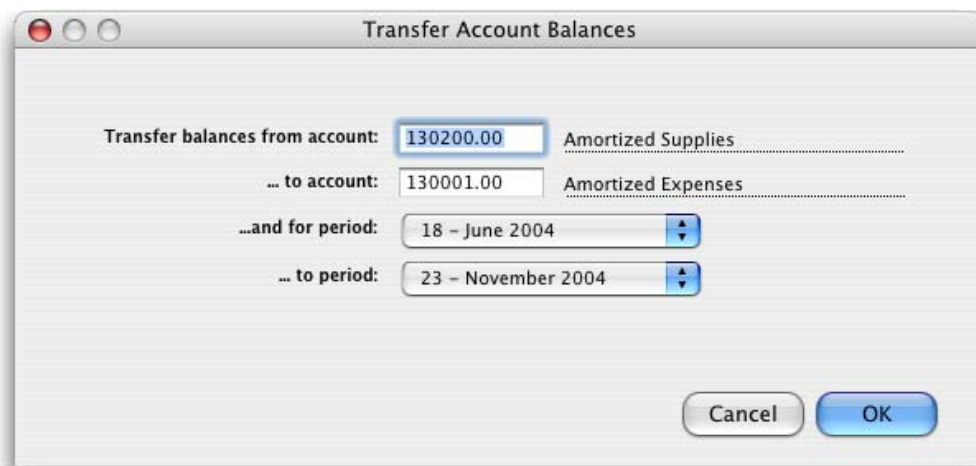 Transfer Account Balances
Transfer balances from account: 130200.00 Amortized Supplies
... to account: 130001.00 Amortized Expenses
...and for period: 18 – June 2004
... to period: 23 – November 2004
Cancel OK